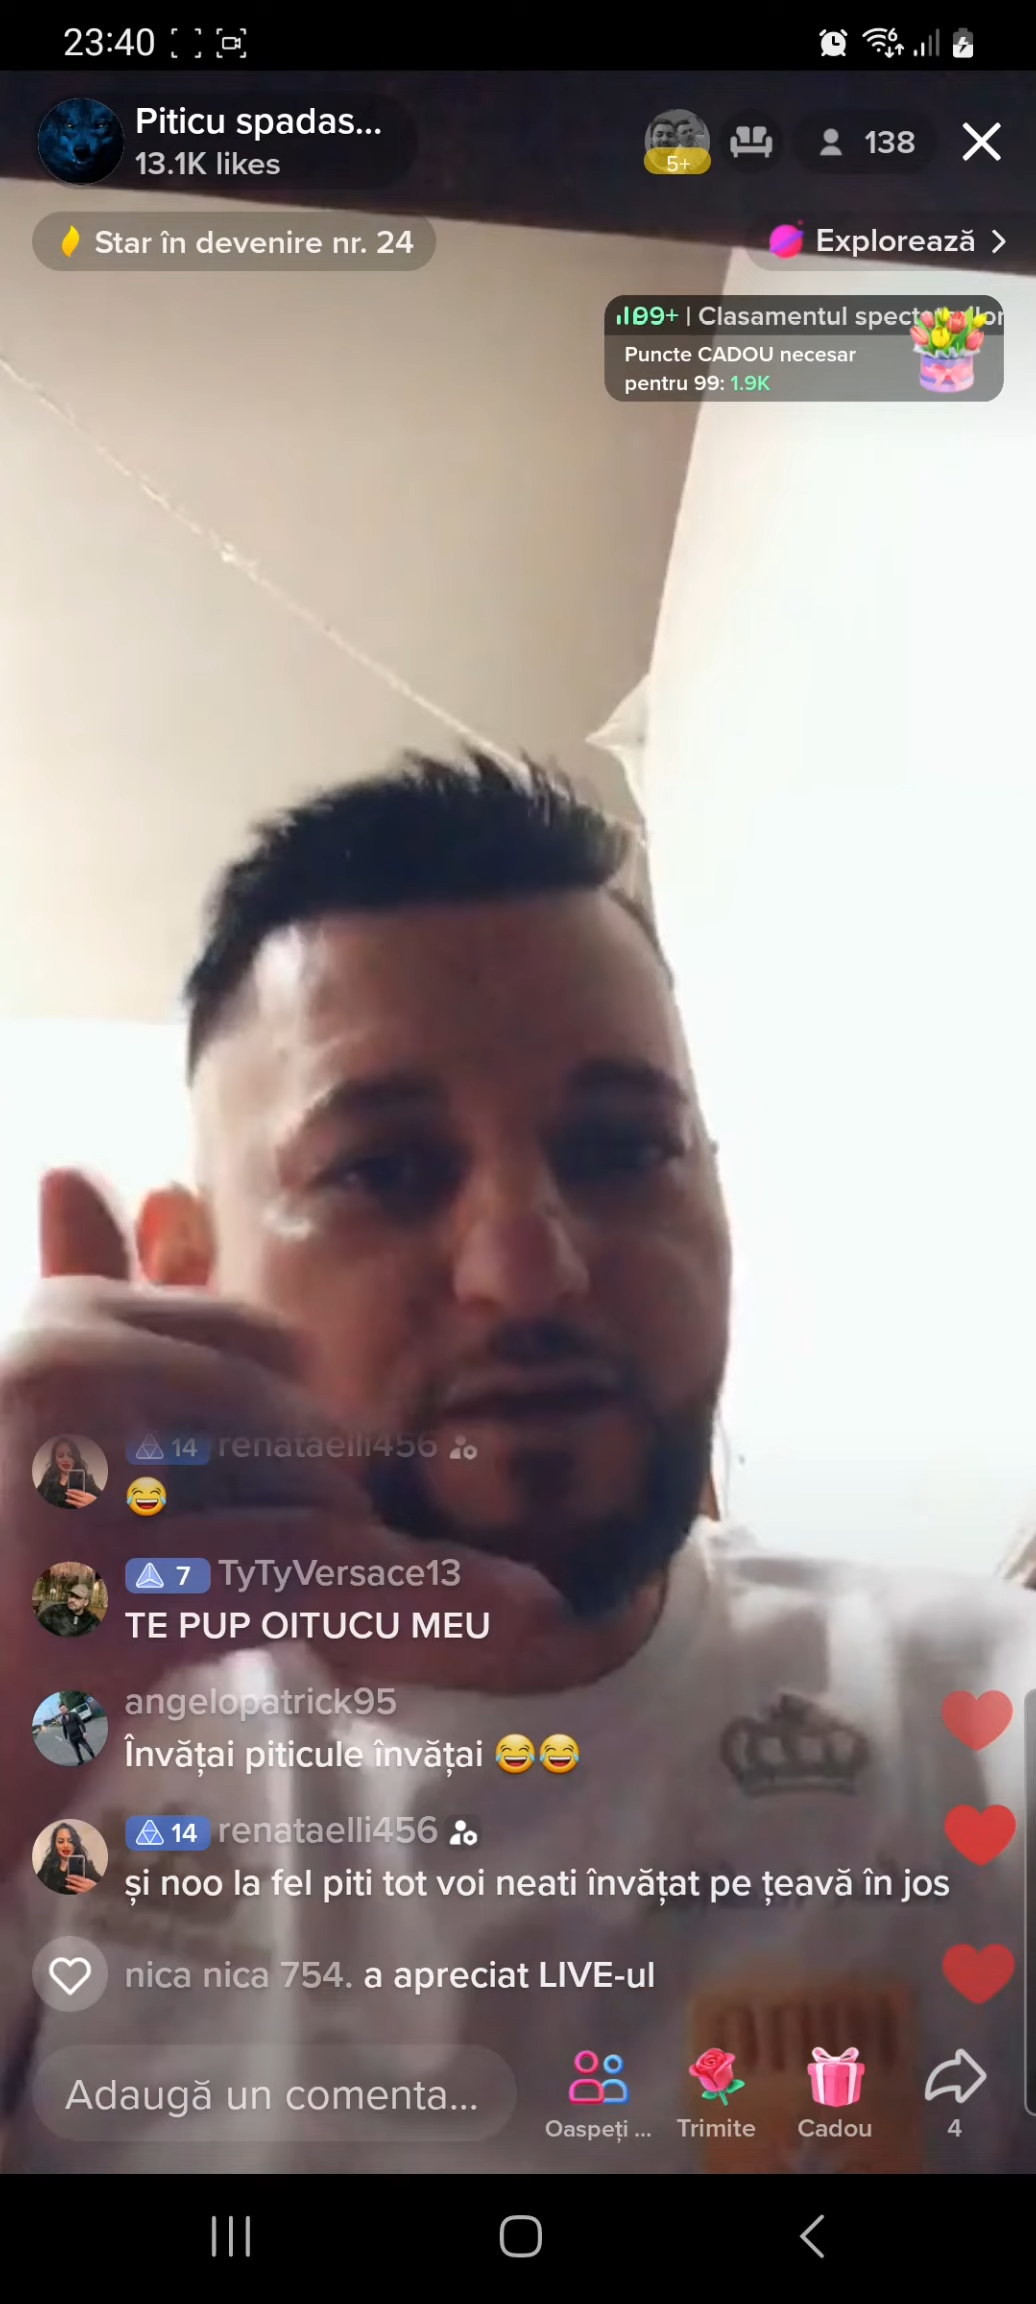 23:40
6
Piticu spadas...
13.1K likes
5+
138
Star în devenire nr. 24
Explorează
99+ | Clasamentul
Puncte CADOU necesar
pentru 99: 1.9K
14 renataelli456
😂
7 TyTyVersace13
TE PUP OITUCU MEU
angelopatrick95
Învățai piticule învățai 😂😂
14 renataelli456
și noo la fel piti tot voi neati învățat pe țeavă în jos
nica nica 754. a apreciat LIVE-ul
Adaugă un comenta...
Oaspeți ...
Trimite
Cadou
4